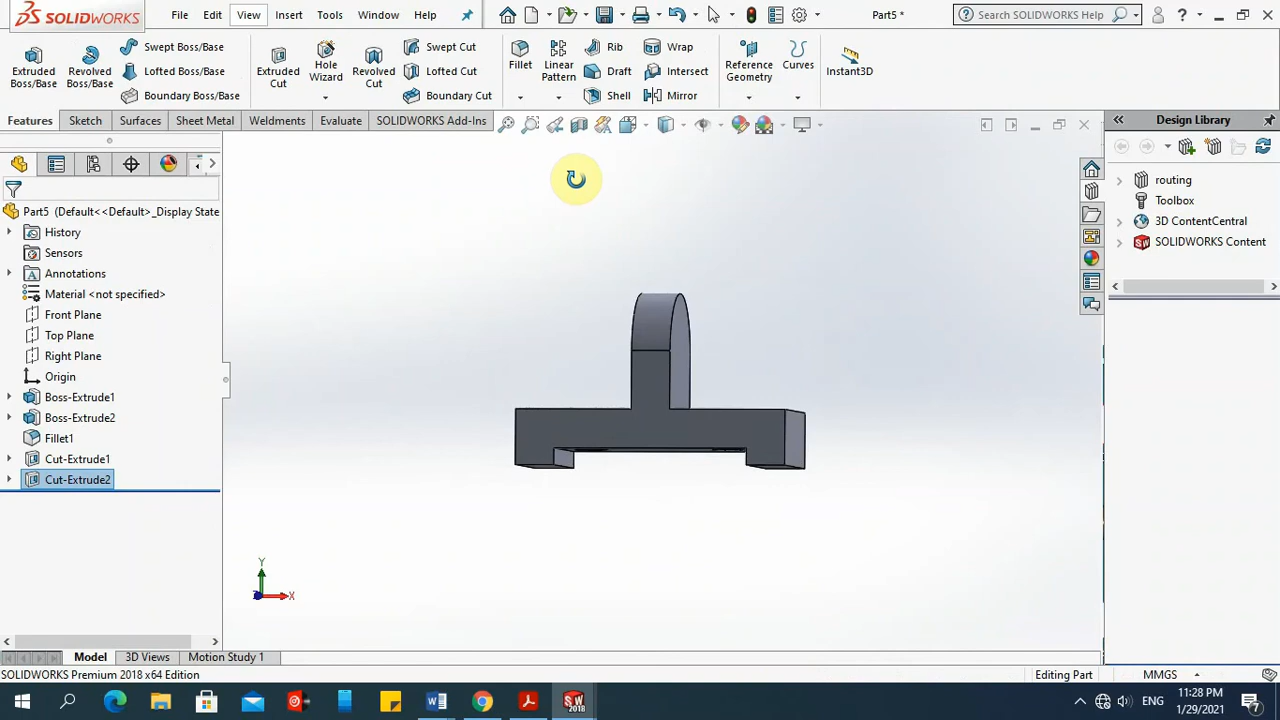 SOLIDWORKS File Edit View Insert Tools Window Help Part5 * Search SOLIDWORKS Help ?
Extruded Boss/Base Revolved Boss/Base Swept Boss/Base Lofted Boss/Base Boundary Boss/Base Extruded Cut Hole Wizard Revolved Cut Swept Cut Lofted Cut Boundary Cut Fillet Linear Pattern Rib Draft Shell Wrap Intersect Mirror Reference Geometry Curves Instant3D
Features Sketch Surfaces Sheet Metal Weldments Evaluate SOLIDWORKS Add-Ins
Design Library
routing
Toolbox
3D ContentCentral
SOLIDWORKS Content
Part5 (Default<<Default>_Display State
History
Sensors
Annotations
Material <not specified>
Front Plane
Top Plane
Right Plane
Origin
Boss-Extrude1
Boss-Extrude2
Fillet1
Cut-Extrude1
Cut-Extrude2
Y
X
Model 3D Views Motion Study 1
SOLIDWORKS Premium 2018 x64 Edition Editing Part MMGS
ENG 11:28 PM
1/29/2021